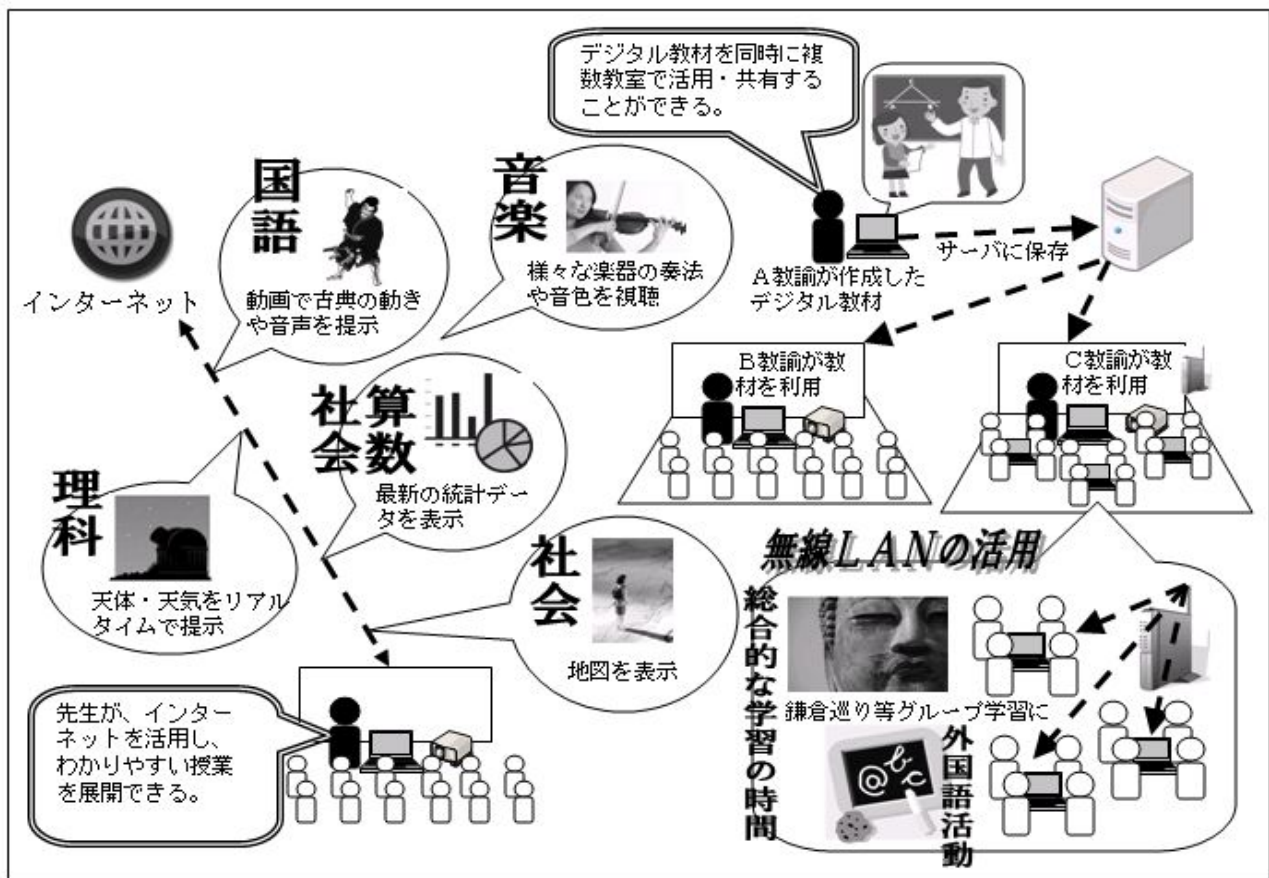 デジタル教材を同時に複
数教室で活用・共有する
ことができる。
国語
動画で古典の動き
や音声を提示
音楽
様々な楽器の奏法
や音色を視聴
インターネット
サーバに保存
A教諭が作成した
デジタル教材
B教諭が教
材を利用
C教諭が教
材を利用
算数
社会
最新の統計デー
タを表示
理科
天体・天気をリアル
タイムで提示
社会
地図を表示
先生が、インター
ネットを活用し、
わかりやすい授業
を展開できる。
無線LANの活用
総合的な学習の時間
鎌倉巡り等グループ学習に
外国語活動
@bc